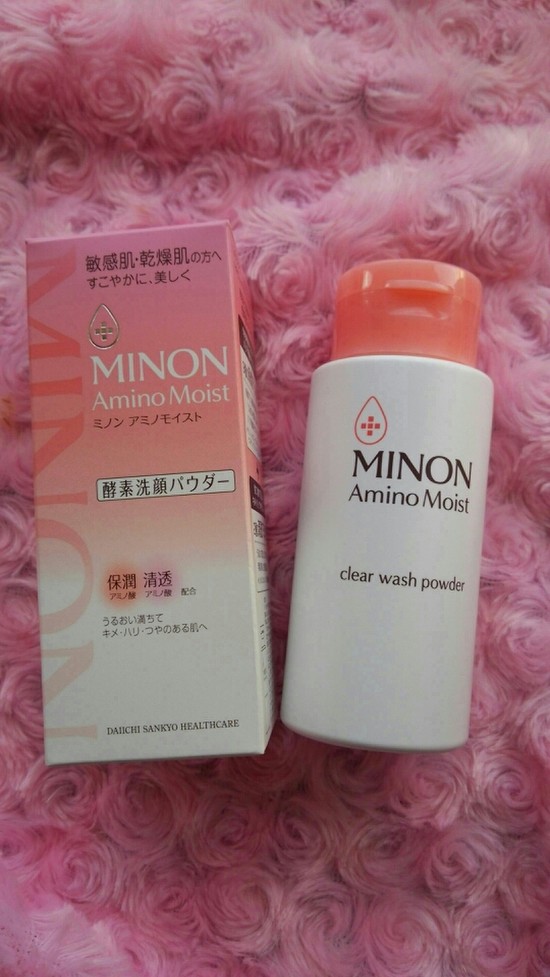 敏感肌・乾燥肌の方へ
すこやかに、美しく
MINON
MINON
Amino Moist
ミノン アミノモイスト
酵素洗顔パウダー
保潤 清透
アミノ酸 アミノ酸 配合
うるおい満ちて
キメ・ハリ・つやのある肌へ
DAIICHI SANKYO HEALTHCARE
MINON
Amino Moist
clear wash powder